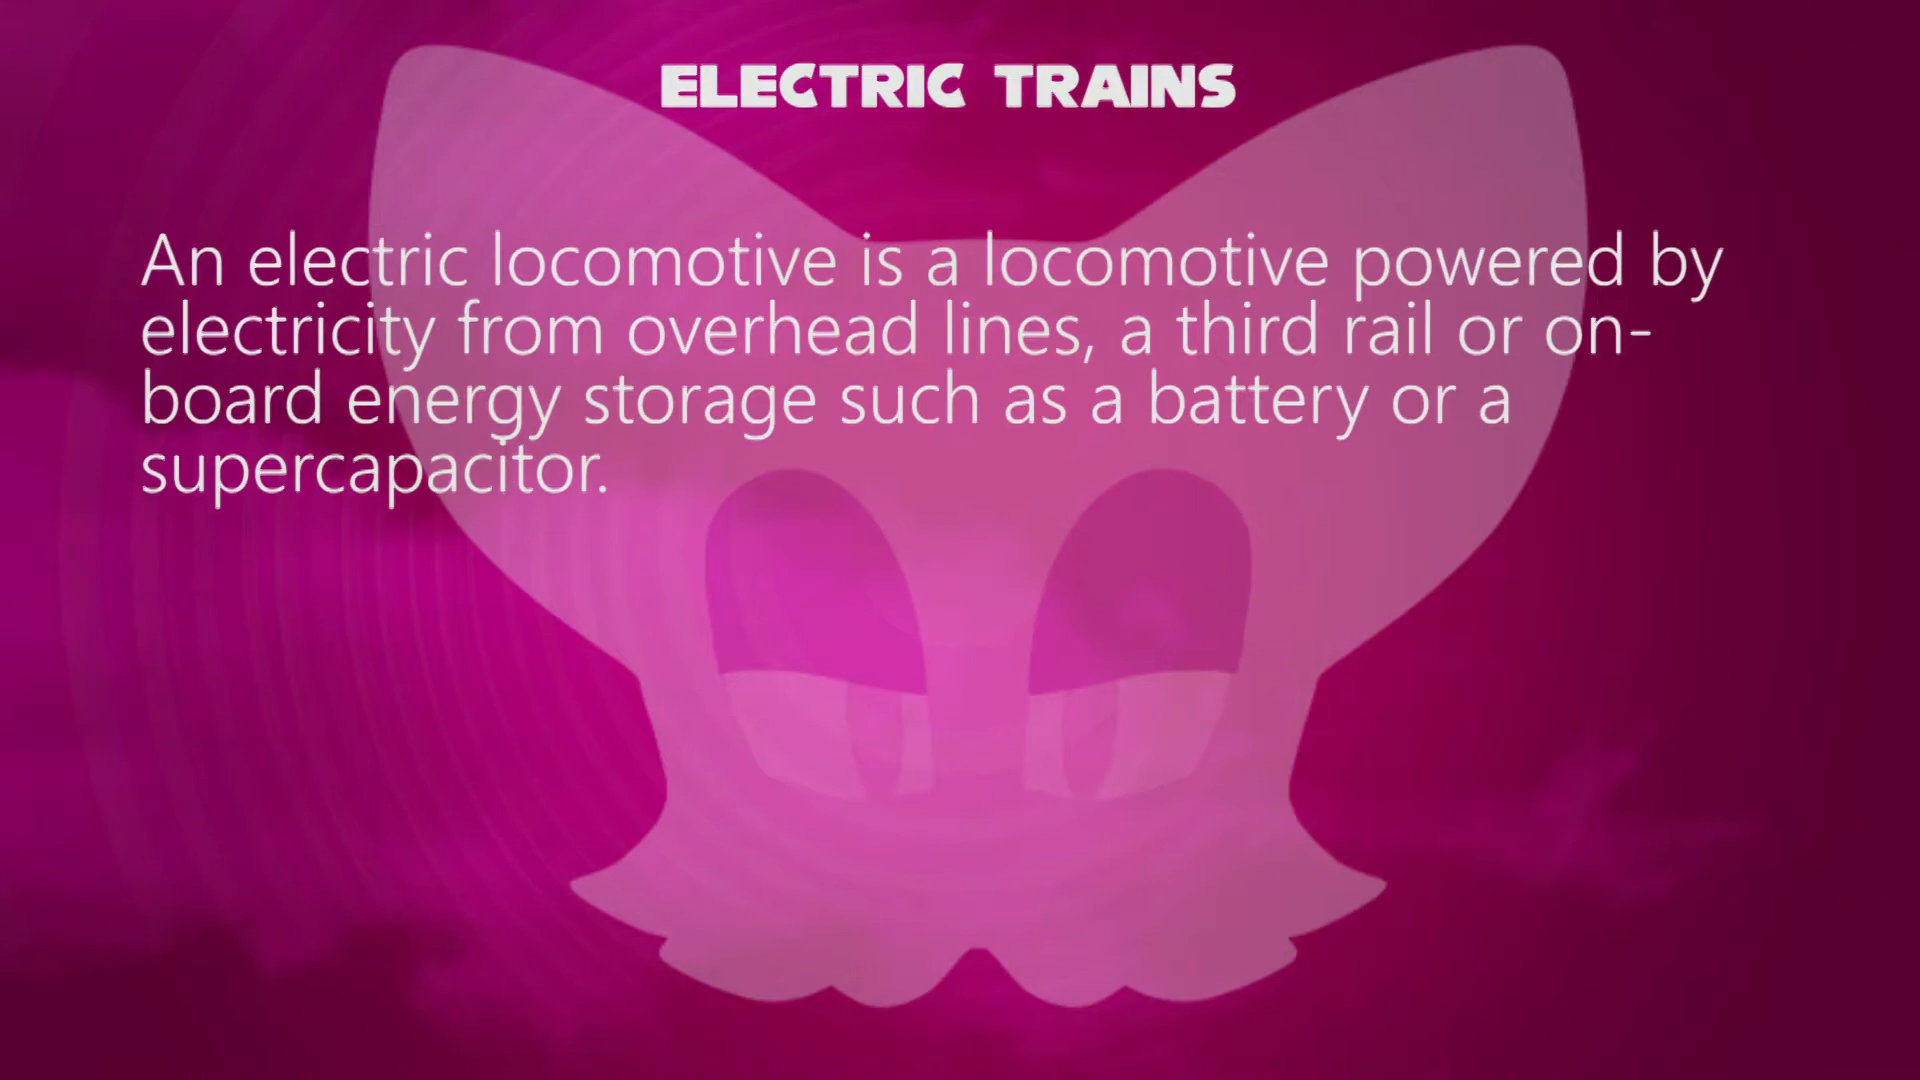 ELECTRIC TRAINS
An electric locomotive is a locomotive powered by
electricity from overhead lines, a third rail or on-
board energy storage such as a battery or a
supercapacitor.